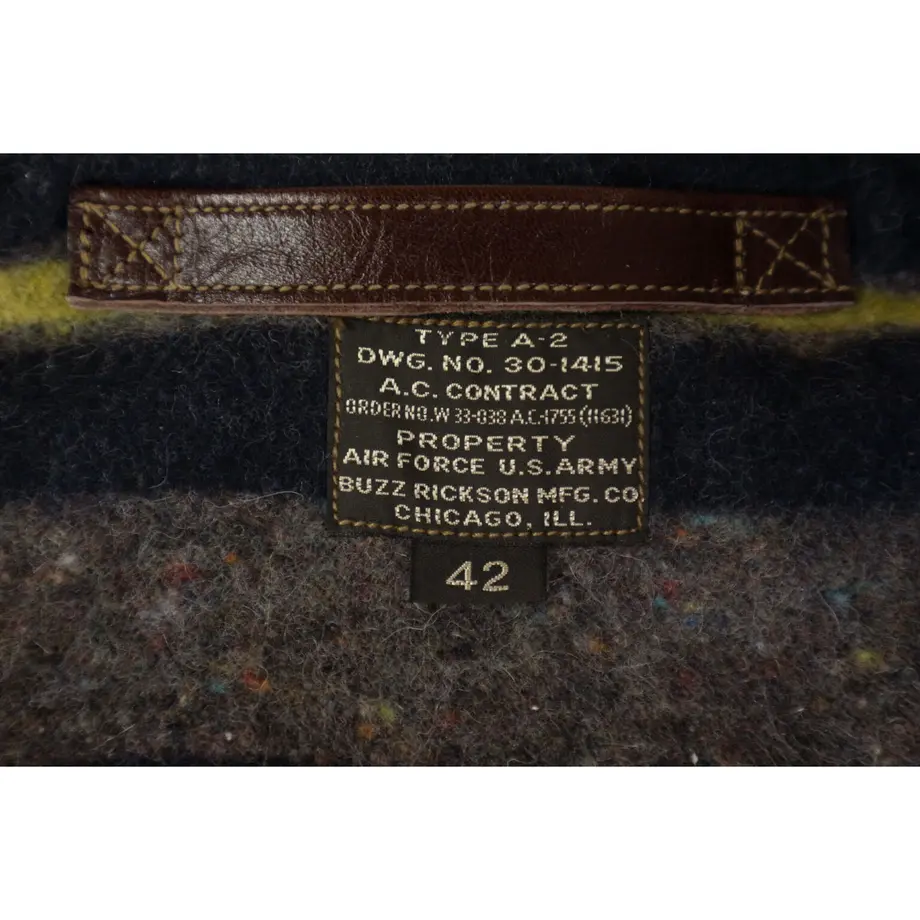 TYPE A-2
DWG. NO. 30-1415
A.C. CONTRACT
ORDER NO. W 33-038 A.C-1755 (11631)
PROPERTY
AIR FORCE U.S. ARMY
BUZZ RICKSON MFG. CO
CHICAGO, ILL.
42